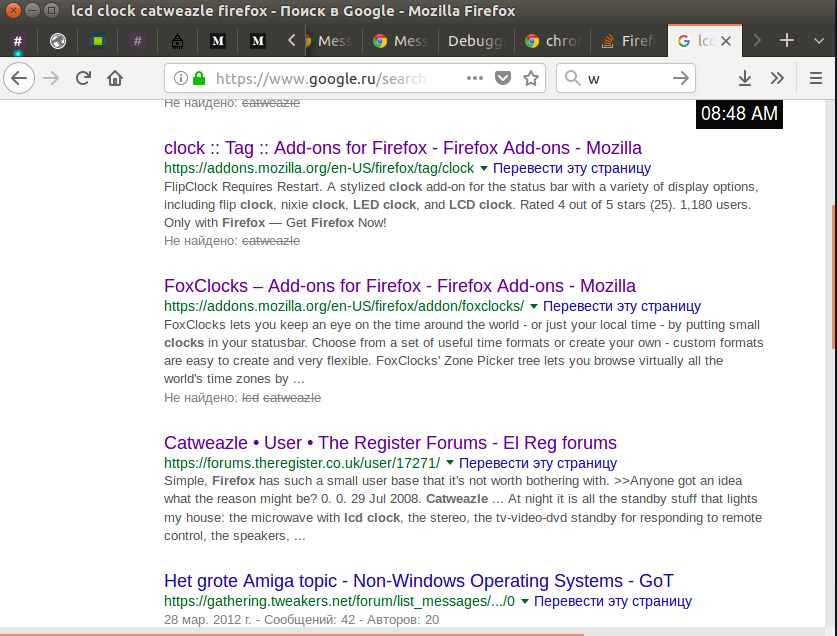 lcd clock catweazle firefox - Поиск в Google - Mozilla Firefox
# # M M Mess Mess Debugg chro Firef lc
https://www.google.ru/search w
Не найдено: catweazle
08:48 AM
clock :: Tag :: Add-ons for Firefox - Firefox Add-ons - Mozilla
https://addons.mozilla.org/en-US/firefox/tag/clock Перевести эту страницу
FlipClock Requires Restart. A stylized clock add-on for the status bar with a variety of display options,
including flip clock, nixie clock, LED clock, and LCD clock. Rated 4 out of 5 stars (25). 1,180 users.
Only with Firefox — Get Firefox Now!
Не найдено: catweazle
FoxClocks – Add-ons for Firefox - Firefox Add-ons - Mozilla
https://addons.mozilla.org/en-US/firefox/addon/foxclocks/ Перевести эту страницу
FoxClocks lets you keep an eye on the time around the world - or just your local time - by putting small
clocks in your statusbar. Choose from a set of useful time formats or create your own - custom formats
are easy to create and very flexible. FoxClocks' Zone Picker tree lets you browse virtually all the
world's time zones by ...
Не найдено: lcd catweazle
Catweazle • User • The Register Forums - El Reg forums
https://forums.theregister.co.uk/user/17271/ Перевести эту страницу
Simple, Firefox has such a small user base that it's not worth bothering with. >>Anyone got an idea
what the reason might be? 0. 0. 29 Jul 2008. Catweazle ... At night it is all the standby stuff that lights
my house: the microwave with lcd clock, the stereo, the tv-video-dvd standby for responding to remote
control, the speakers, ...
Het grote Amiga topic - Non-Windows Operating Systems - GoT
https://gathering.tweakers.net/forum/list_messages/.../0 Перевести эту страницу
28 мар. 2012 г. - Сообщений: 42 - Авторов: 20